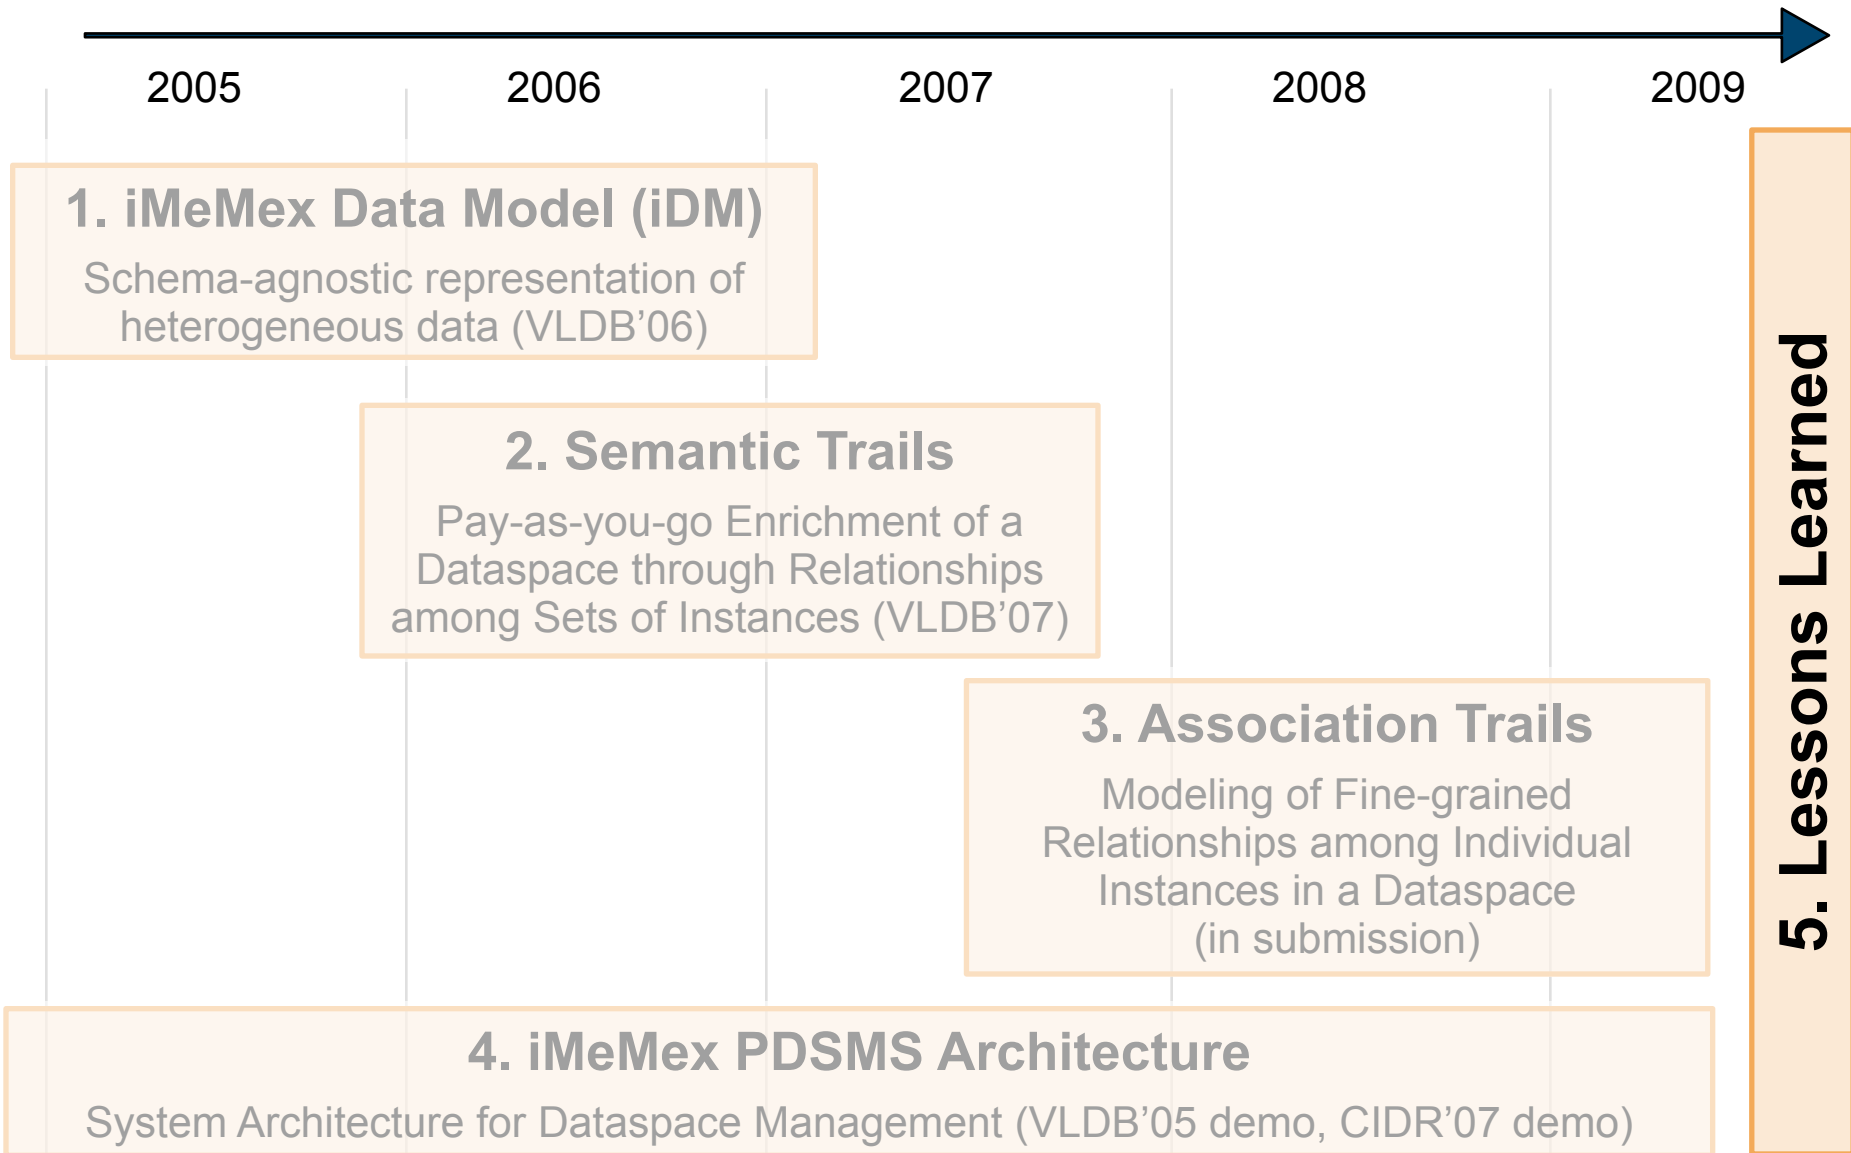 2005 2006 2007 2008 2009
1. iMeMex Data Model (iDM)
Schema-agnostic representation of
heterogeneous data (VLDB’06)
2. Semantic Trails
Pay-as-you-go Enrichment of a
Dataspace through Relationships
among Sets of Instances (VLDB’07)
3. Association Trails
Modeling of Fine-grained
Relationships among Individual
Instances in a Dataspace
(in submission)
4. iMeMex PDSMS Architecture
System Architecture for Dataspace Management (VLDB’05 demo, CIDR’07 demo)
5. Lessons Learned